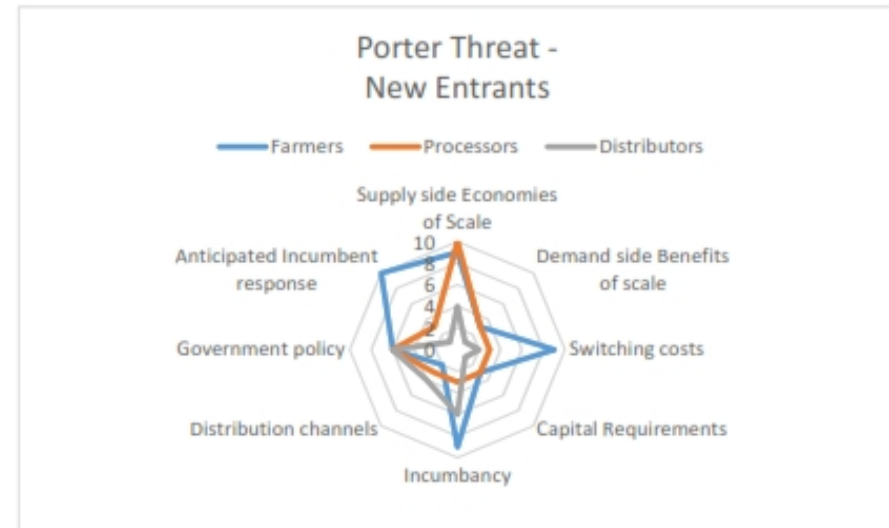 Porter Threat -
New Entrants
Farmers Processors Distributors
Supply side Economies
of Scale
Demand side Benefits
of scale
Switching costs
Capital Requirements
Incumbancy
Distribution channels
Government policy
Anticipated Incumbent
response
10
8
6
4
2
0